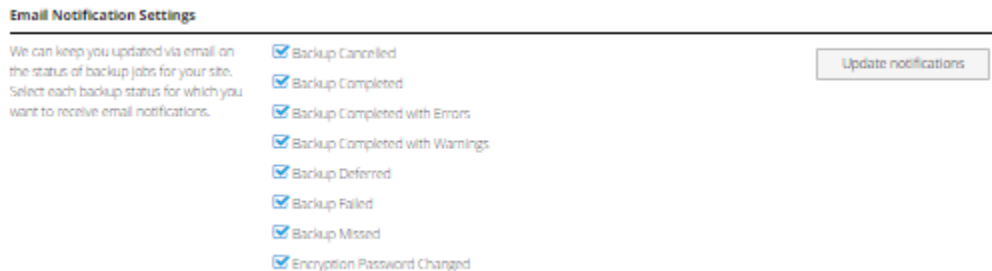 Email Notification Settings
We can keep you updated via email on
the status of backup jobs for your site.
Select each backup status for which you
want to receive email notifications.
Backup Cancelled
Backup Completed
Backup Completed with Errors
Backup Completed with Warnings
Backup Deferred
Backup Failed
Backup Missed
Encryption Password Changed
Update notifications